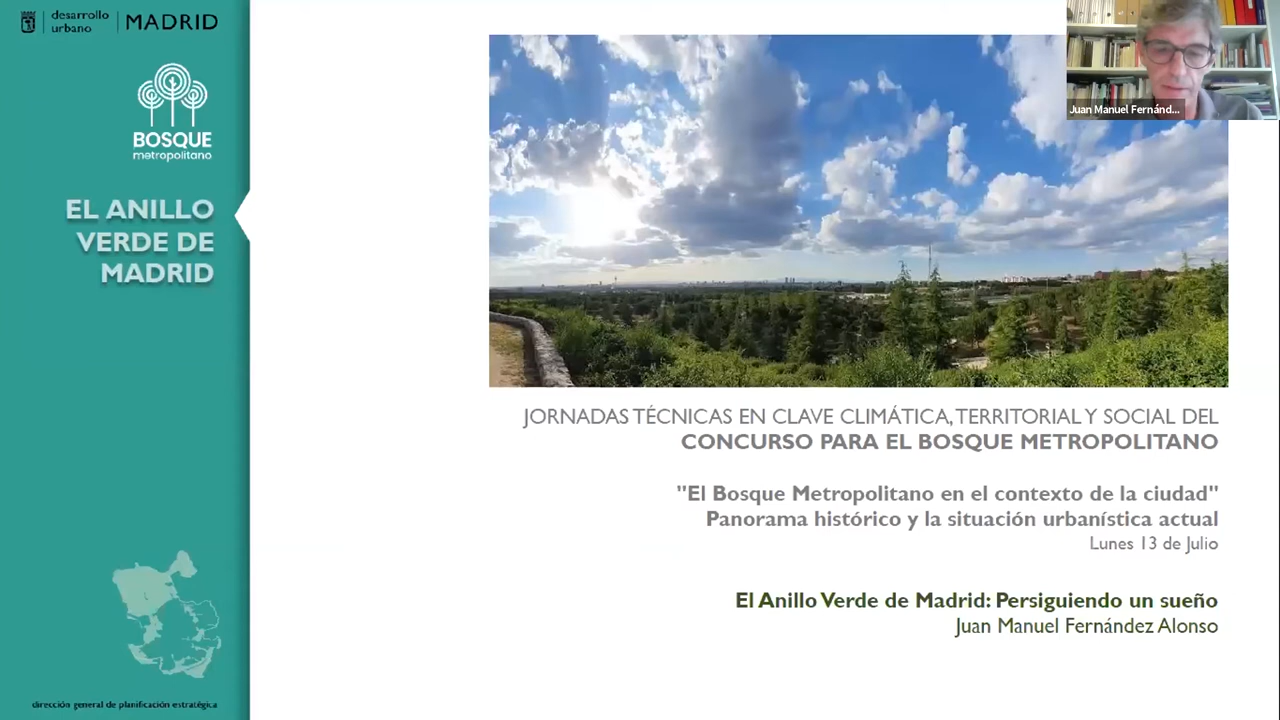 desarrollo
urbano
MADRID
BOSQUE
metropolitano
EL ANILLO
VERDE DE
MADRID
dirección general de planificación estratégica
Juan Manuel Fernánd...
JORNADAS TÉCNICAS EN CLAVE CLIMÁTICA, TERRITORIAL Y SOCIAL DEL
CONCURSO PARA EL BOSQUE METROPOLITANO
"El Bosque Metropolitano en el contexto de la ciudad"
Panorama histórico y la situación urbanística actual
Lunes 13 de Julio
El Anillo Verde de Madrid: Persiguiendo un sueño
Juan Manuel Fernández Alonso